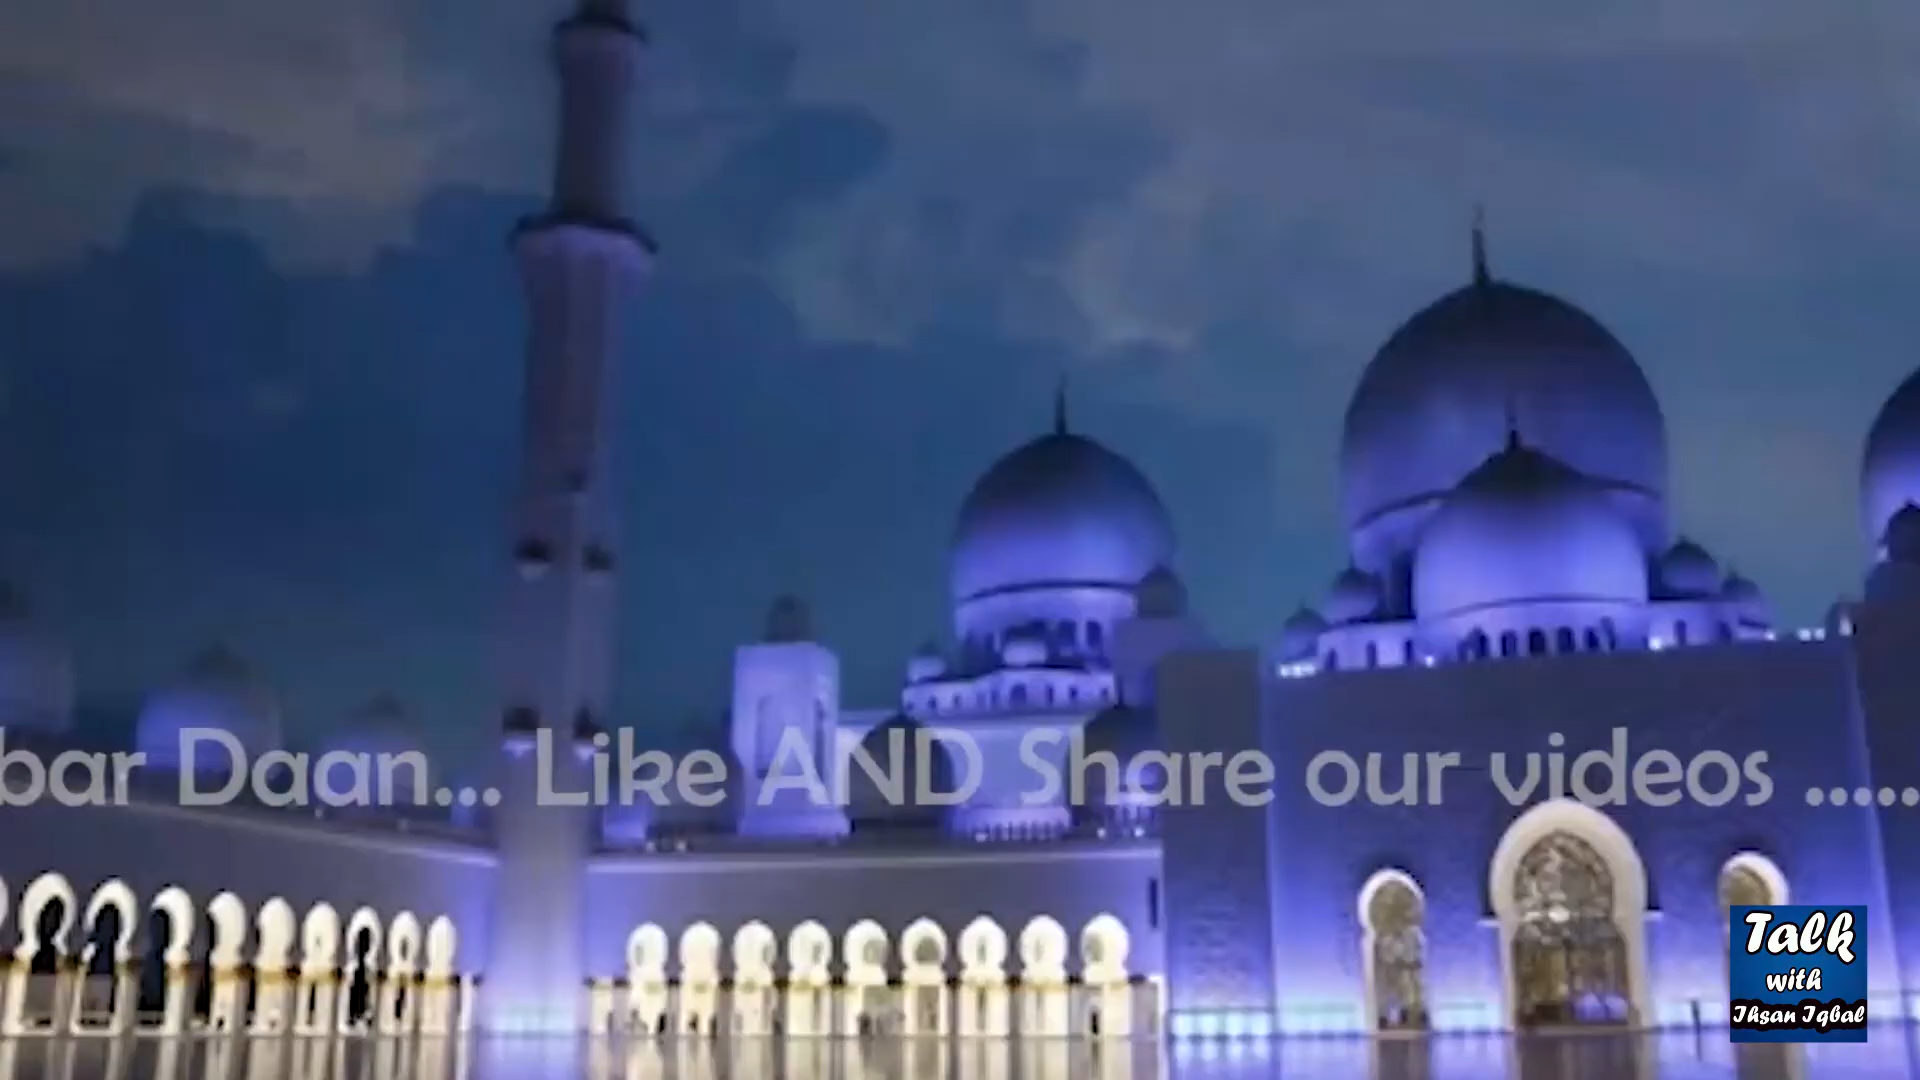 bar Daan... Like AND Share our videos .....
Talk
with
Ihsan Iqbal